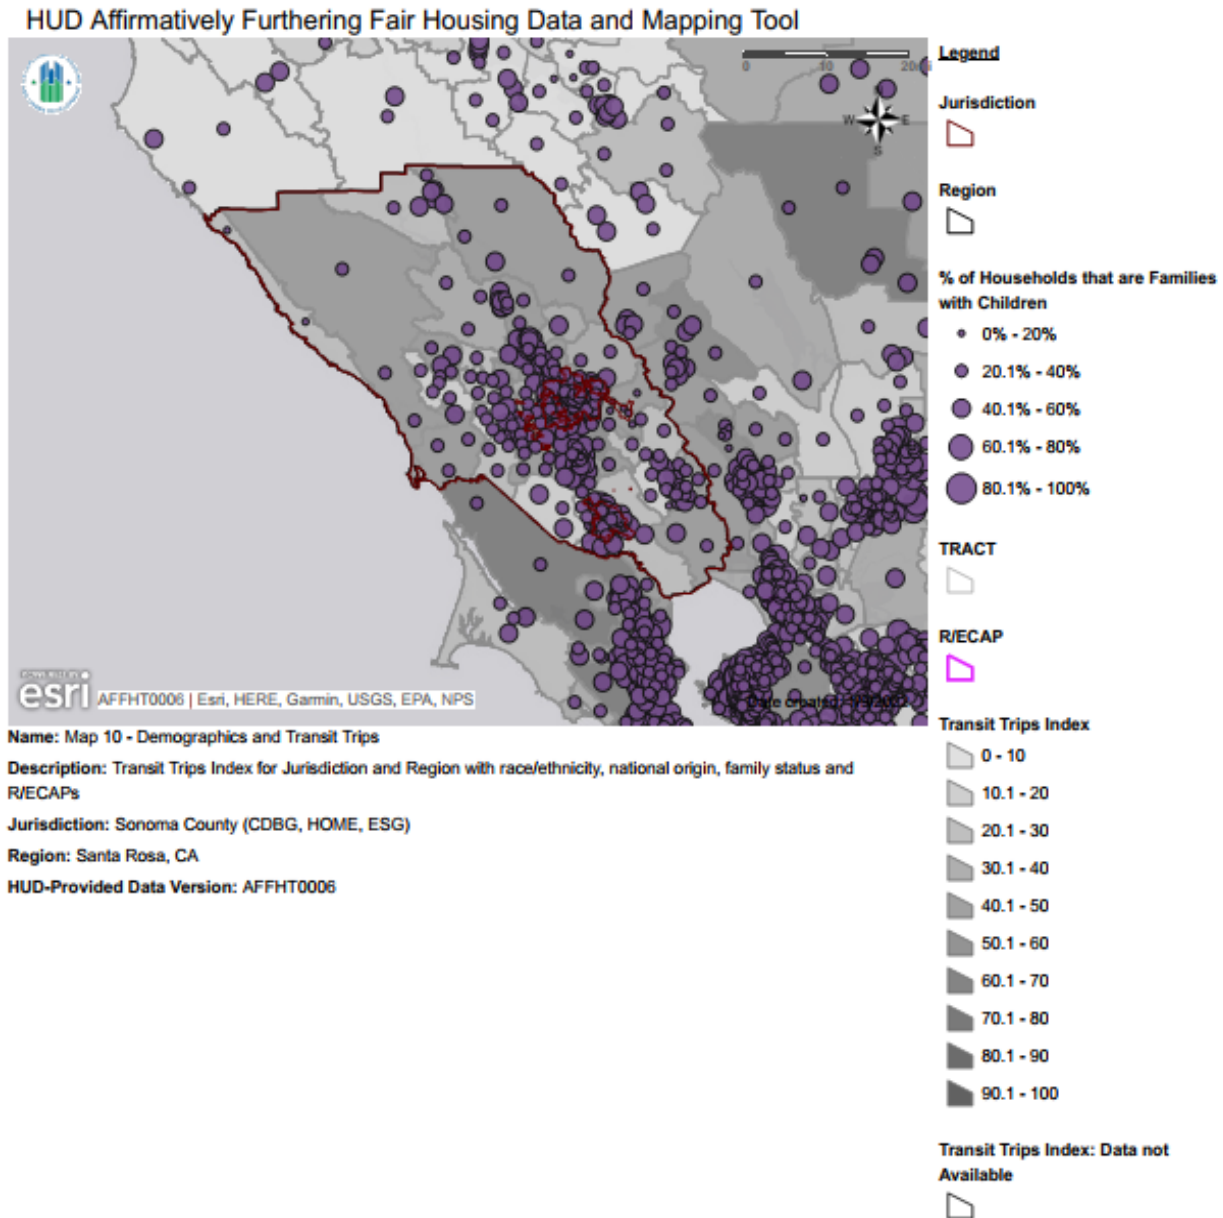 HUD Affirmatively Furthering Fair Housing Data and Mapping Tool
0 10
W E
S
esri
AFFHT0006 | Esri, HERE, Garmin, USGS, EPA, NPS
Date created:
Name: Map 10 - Demographics and Transit Trips
Description: Transit Trips Index for Jurisdiction and Region with race/ethnicity, national origin, family status and
R/ECAPs
Jurisdiction: Sonoma County (CDBG, HOME, ESG)
Region: Santa Rosa, CA
HUD-Provided Data Version: AFFHT0006
Legend
Jurisdiction
Region
% of Households that are Families
with Children
0% - 20%
20.1% - 40%
40.1% - 60%
60.1% - 80%
80.1% - 100%
TRACT
R/ECAP
Transit Trips Index
0 - 10
10.1 - 20
20.1 - 30
30.1 - 40
40.1 - 50
50.1 - 60
60.1 - 70
70.1 - 80
80.1 - 90
90.1 - 100
Transit Trips Index: Data not
Available